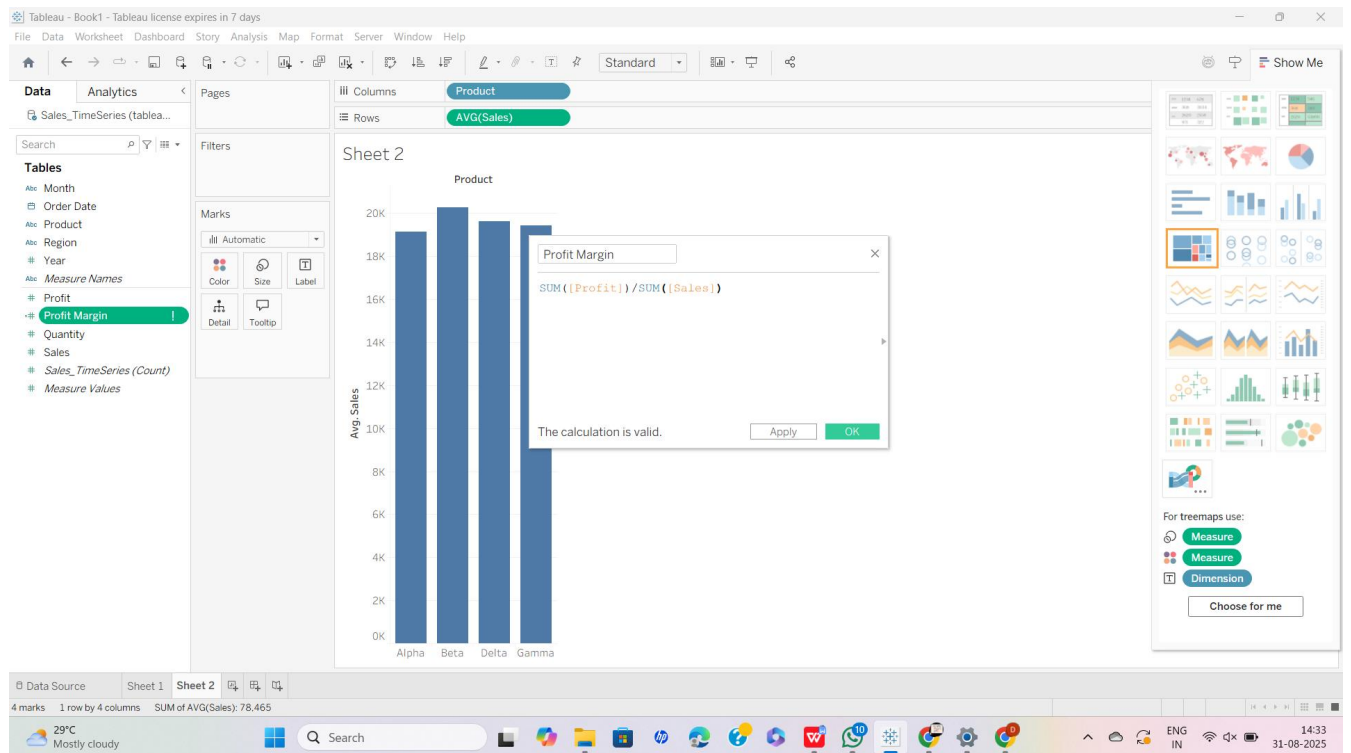 Tableau - Book1 - Tableau license expires in 7 days
File Data Worksheet Dashboard Story Analysis Map Format Server Window Help
Standard
Show Me
Data Analytics
Sales_TimeSeries (tablea...
Search
Tables
Abc Month
Order Date
Abc Product
Abc Region
# Year
Abc Measure Names
# Profit
=# Profit Margin !
# Quantity
# Sales
# Sales_TimeSeries (Count)
# Measure Values
Pages
Filters
Marks
Automatic
Color Size Label
Detail Tooltip
iii Columns Product
Rows AVG(Sales)
Sheet 2
Product
Avg. Sales
20K
18K
16K
14K
12K
10K
8K
6K
4K
2K
0K
Alpha Beta Delta Gamma
Profit Margin
SUM([Profit])/SUM([Sales])
The calculation is valid.
Apply OK
For treemaps use:
Measure
Measure
T Dimension
Choose for me
Data Source Sheet 1 Sheet 2
4 marks 1 row by 4 columns SUM of AVG(Sales): 78,465
29°C
Mostly cloudy
Search
10
ENG
IN
14:33
31-08-2025